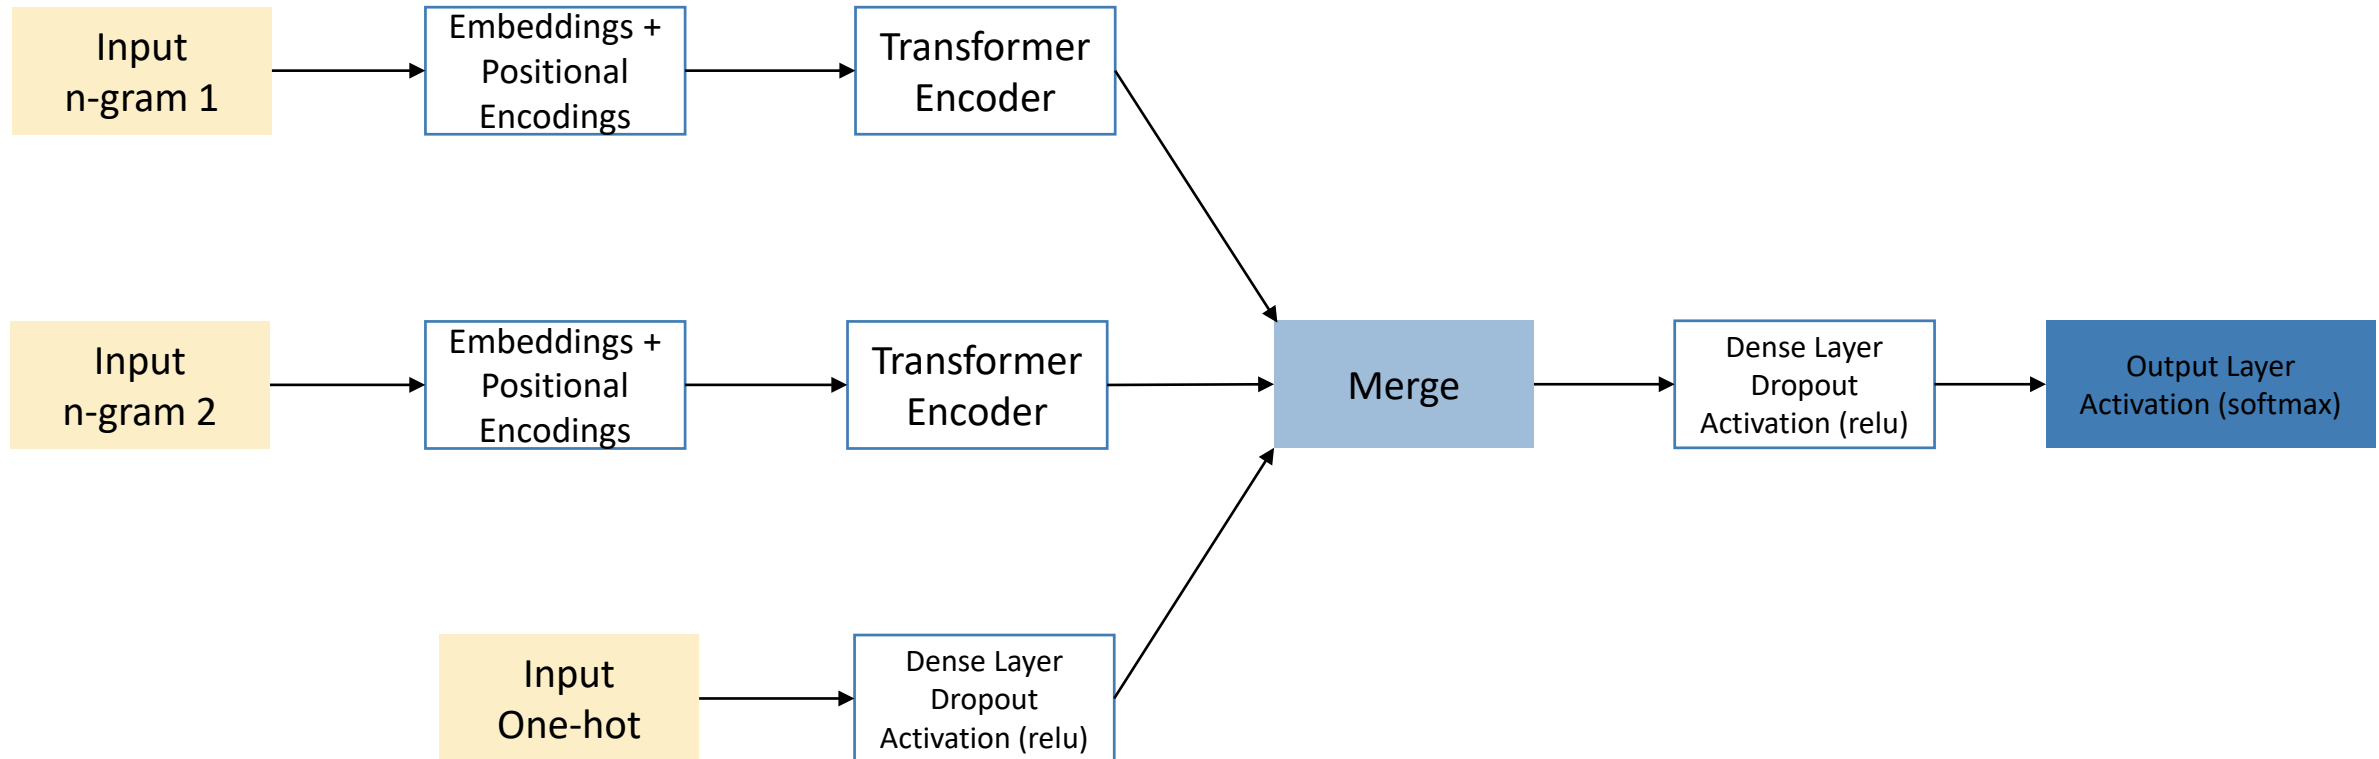 Input
n-gram 1
Embeddings +
Positional
Encodings
Transformer
Encoder
Input
n-gram 2
Embeddings +
Positional
Encodings
Transformer
Encoder
Merge
Dense Layer
Dropout
Activation (relu)
Output Layer
Activation (softmax)
Input
One-hot
Dense Layer
Dropout
Activation (relu)